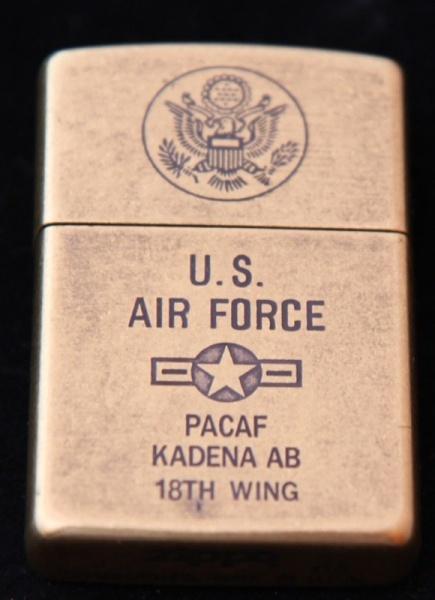 U.S.
AIR FORCE
PACAF
KADENA AB
18TH WING